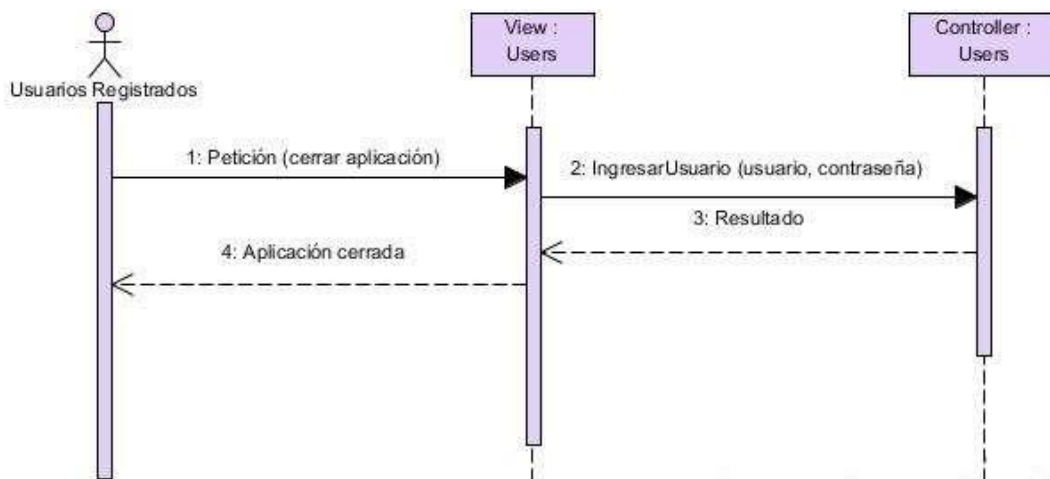 View :
Users
Controller :
Users
Usuarios Registrados
1: Petición (cerrar aplicación)
2: IngresarUsuario (usuario, contraseña)
3: Resultado
4: Aplicación cerrada